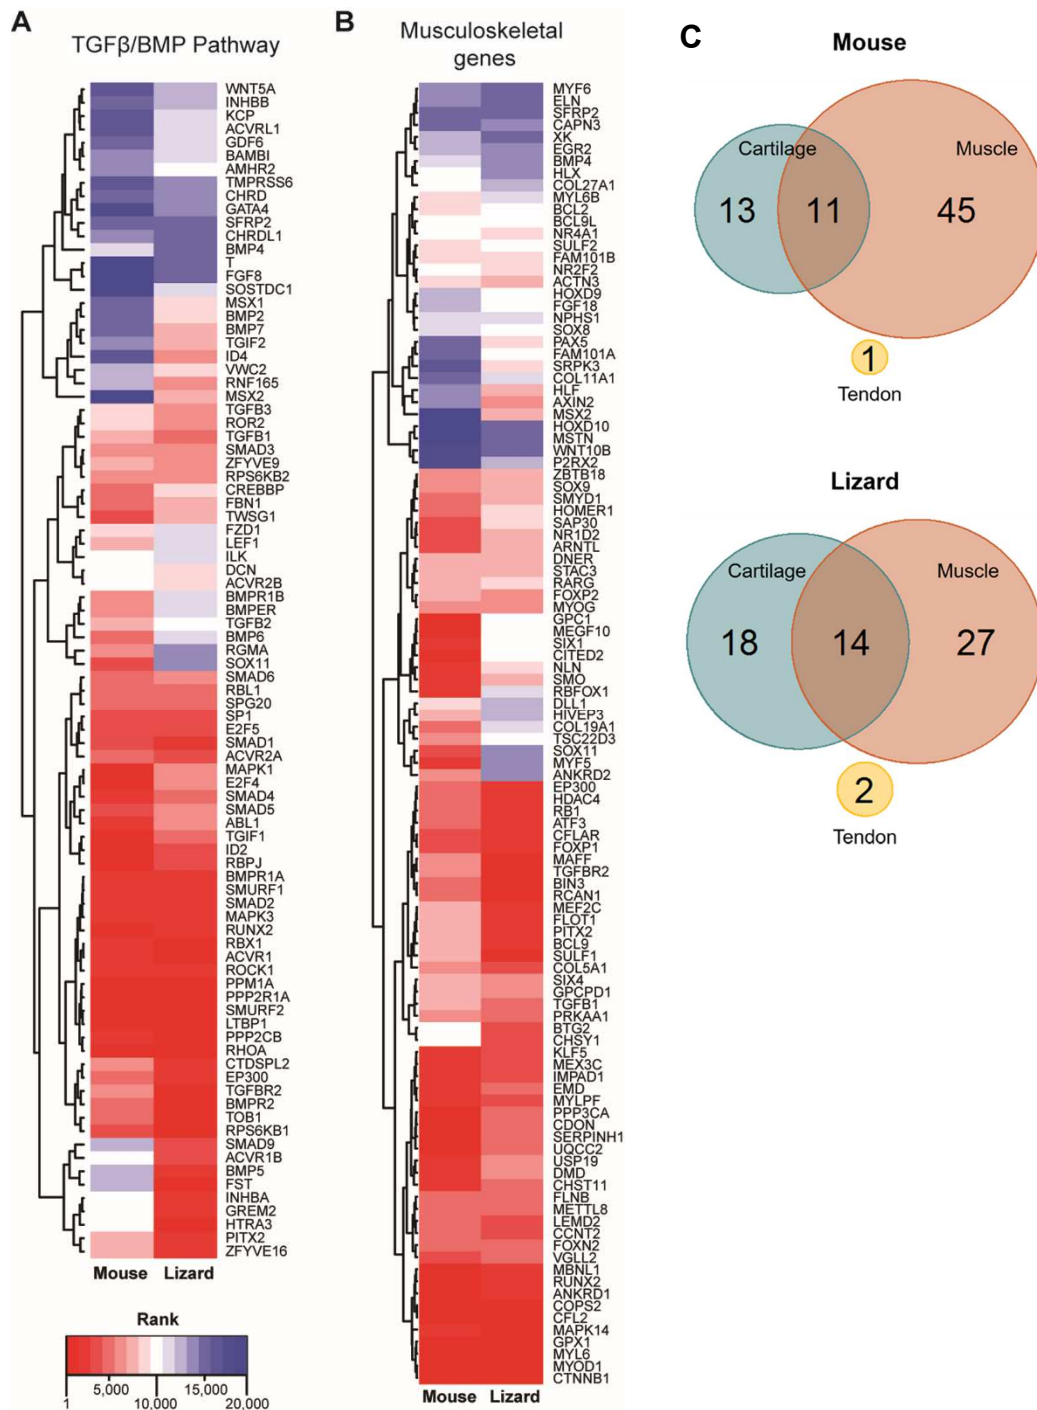 A
TGFβ/BMP Pathway
WNT5A
INHBB
KCP
ACVRL1
GDF6
BAMBI
AMHR2
TMPRSS6
CHRD
GATA4
SFRP2
CHRDL1
BMP4
T
FGF8
SOSTDC1
MSX1
BMP2
BMP7
TGIF2
ID4
VWC2
RNF165
MSX2
TGFB3
ROR2
TGFB1
SMAD3
ZFYVE9
RPS6KB2
CREBBP
FBN1
TWSG1
FZD1
LEF1
ILK
DCN
ACVR2B
BMPR1B
BMPER
TGFB2
BMP6
RGMA
SOX11
SMAD6
RBL1
SPG20
SP1
E2F5
SMAD1
ACVR2A
MAPK1
E2F4
SMAD4
SMAD5
ABL1
TGIF1
ID2
RBPJ
BMPR1A
SMURF1
SMAD2
MAPK3
RUNX2
RBX1
ACVR1
ROCK1
PPM1A
PPP2R1A
SMURF2
LTBP1
PPP2CB
RHOA
CTDSPL2
EP300
TGFBR2
BMPR2
TOB1
RPS6KB1
SMAD9
ACVR1B
BMP5
FST
INHBA
GREM2
HTRA3
PITX2
ZFYVE16
Mouse Lizard
Rank
5,000 15,000
1 10,000 20,000
B
Musculoskeletal
genes
MYF6
ELN
SFRP2
CAPN3
XK
EGR2
BMP4
HLX
COL27A1
MYL6B
BCL2
BCL9L
NR4A1
SULF2
FAM101B
NR2F2
ACTN3
HOXD9
FGF18
NPHS1
SOX8
PAX5
FAM101A
SRPK3
COL11A1
HLF
AXIN2
MSX2
HOXD10
MSTN
WNT10B
P2RX2
ZBTB18
SOX9
SMYD1
HOMER1
SAP30
NR1D2
ARNTL
DNER
STAC3
RARG
FOXP2
MYOG
GPC1
MEGF10
SIX1
CITED2
NLN
SMO
RBFOX1
DLL1
HIVEP3
COL19A1
TSC22D3
SOX11
MYF5
ANKRD2
EP300
HDAC4
RB1
ATF3
CFLAR
FOXP1
MAFF
TGFBR2
BIN3
RCAN1
MEF2C
FLOT1
PITX2
BCL9
SULF1
COL5A1
SIX4
GPCPD1
TGFB1
PRKAA1
BTG2
CHSY1
KLF5
MEX3C
IMPAD1
EMD
MYLPF
PPP3CA
CDON
SERPINH1
UQCC2
USP19
DMD
CHST11
FLNB
METTL8
LEMD2
CCNT2
FOXN2
VGLL2
MBNL1
RUNX2
ANKRD1
COPS2
CFL2
MAPK14
GPX1
MYL6
MYOD1
CTNNB1
Mouse Lizard
C
Mouse
Cartilage Muscle
13 11 45
1
Tendon
Lizard
Cartilage Muscle
18 14 27
2
Tendon